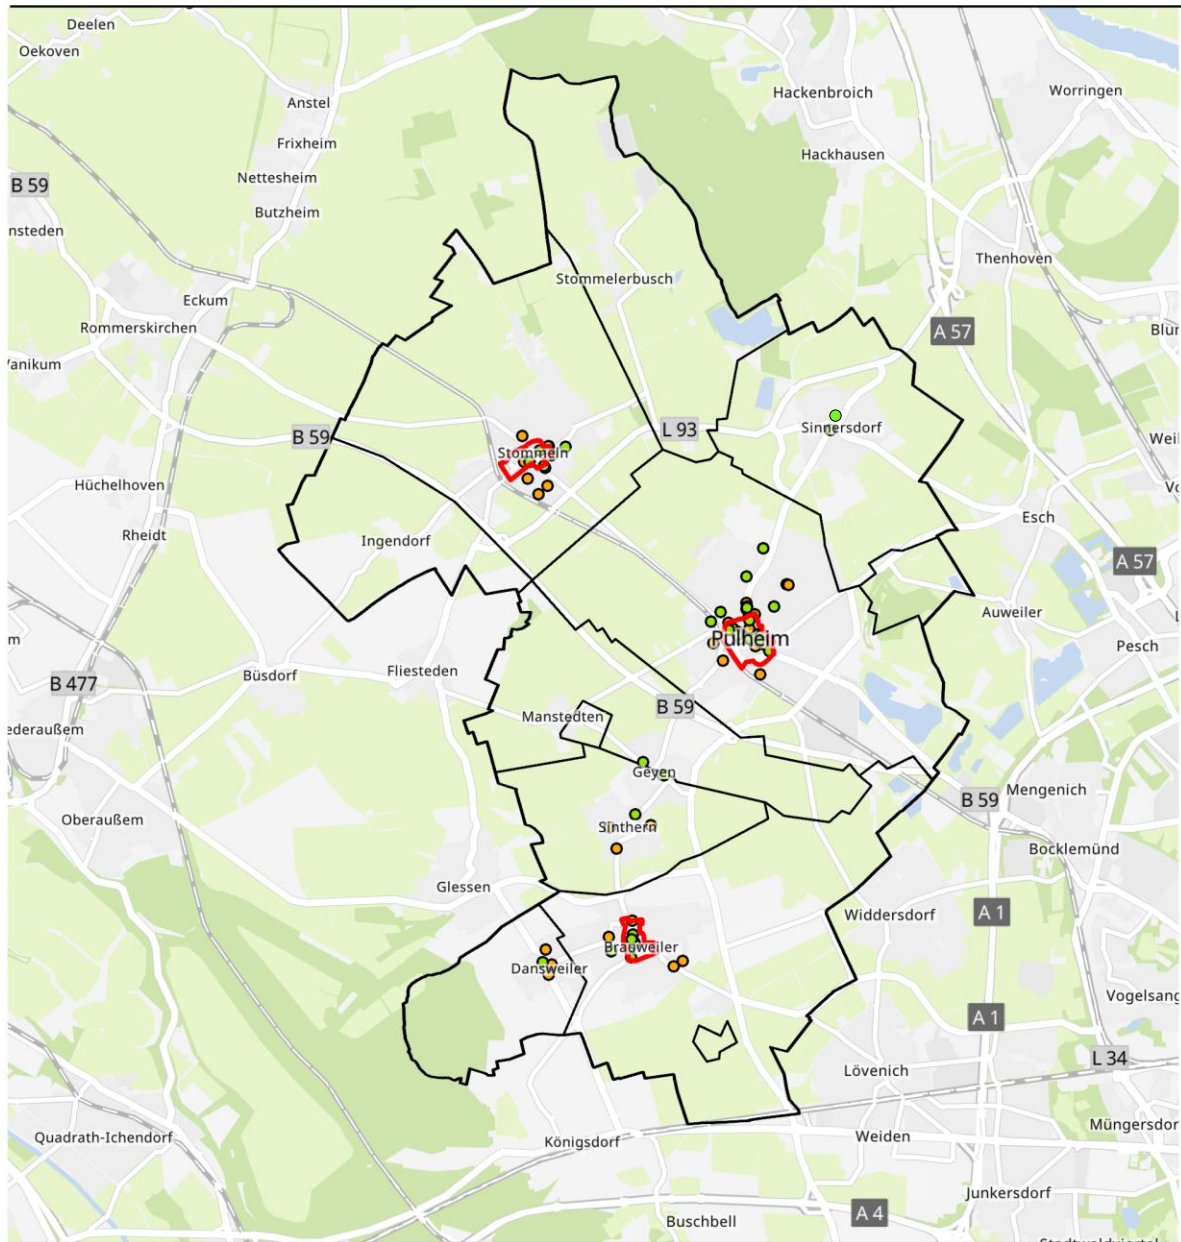 Deelen
Oekoven
Anstel
Hackenbroich
Worringen
Frixheim
Hackhausen
B 59
Nettesheim
Butzheim
nsteden
Thenhoven
Stommelerbusch
Eckum
Rommerskirchen
A 57
Blur
Vanikum
B 59
L 93
Sinnersdorf
Weil
Stommeln
Hüchelhoven
Esch
Rheidt
Ingendorf
A 57
Auweiler
m
Pulheim
Pesch
Büsdorf
Fliesteden
B 477
B 59
Manstedten
ederaußem
Geyen
Mengenich
B 59
Oberaußem
Sinthern
Bocklemünd
Glessen
Widdersdorf
A 1
Brauweiler
Dansweiler
Vogelsang
A 1
L 34
Lövenich
Müngersdor
Quadrath-Ichendorf
Königsdorf
Weiden
Junkersdorf
A 4
Buschbell